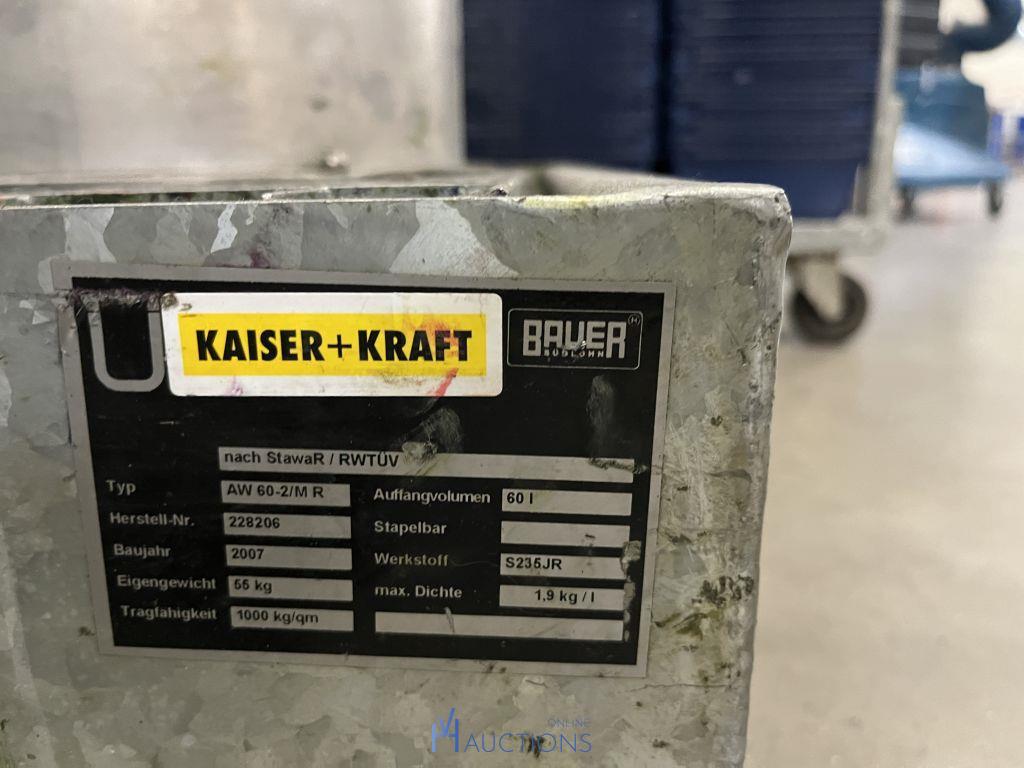 KAISER+KRAFT
BAUER
SÜDLOHN
nach StawaR / RWTÜV
Typ AW 60-2/M R
Herstell-Nr. 228206
Baujahr 2007
Eigengewicht 55 kg
Tragfähigkeit 1000 kg/qm
Auffangvolumen 60 l
Stapelbar
Werkstoff S235JR
max. Dichte 1,9 kg / l
ONLINE
AUCTIONS